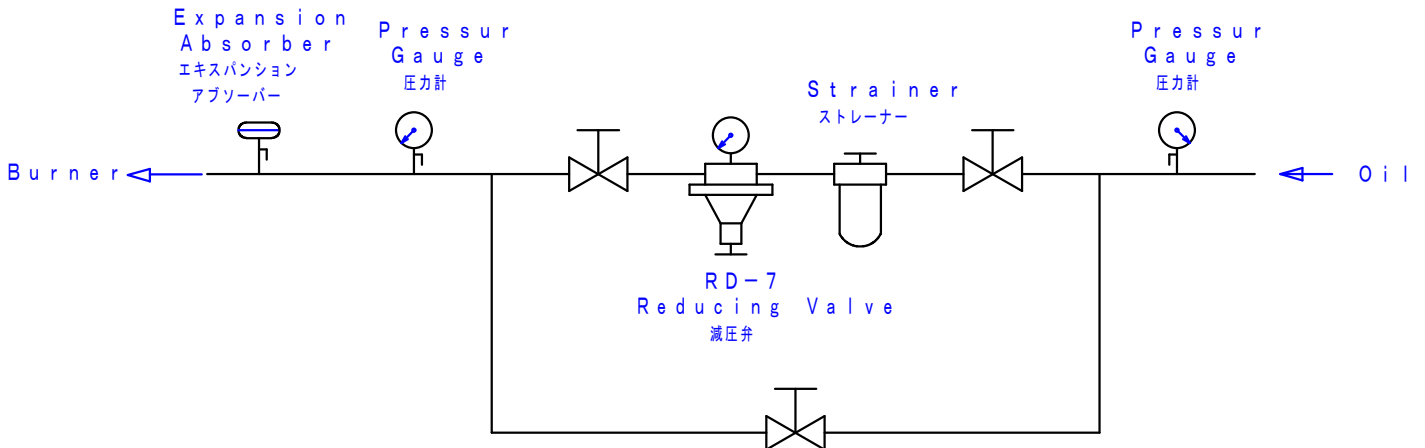 Expansion
Absorber
エキスパンション
アブソーバー
Pressur
Gauge
圧力計
Strainer
ストレーナー
Pressur
Gauge
圧力計
Burner
Oil
RD-7
Reducing Valve
減圧弁